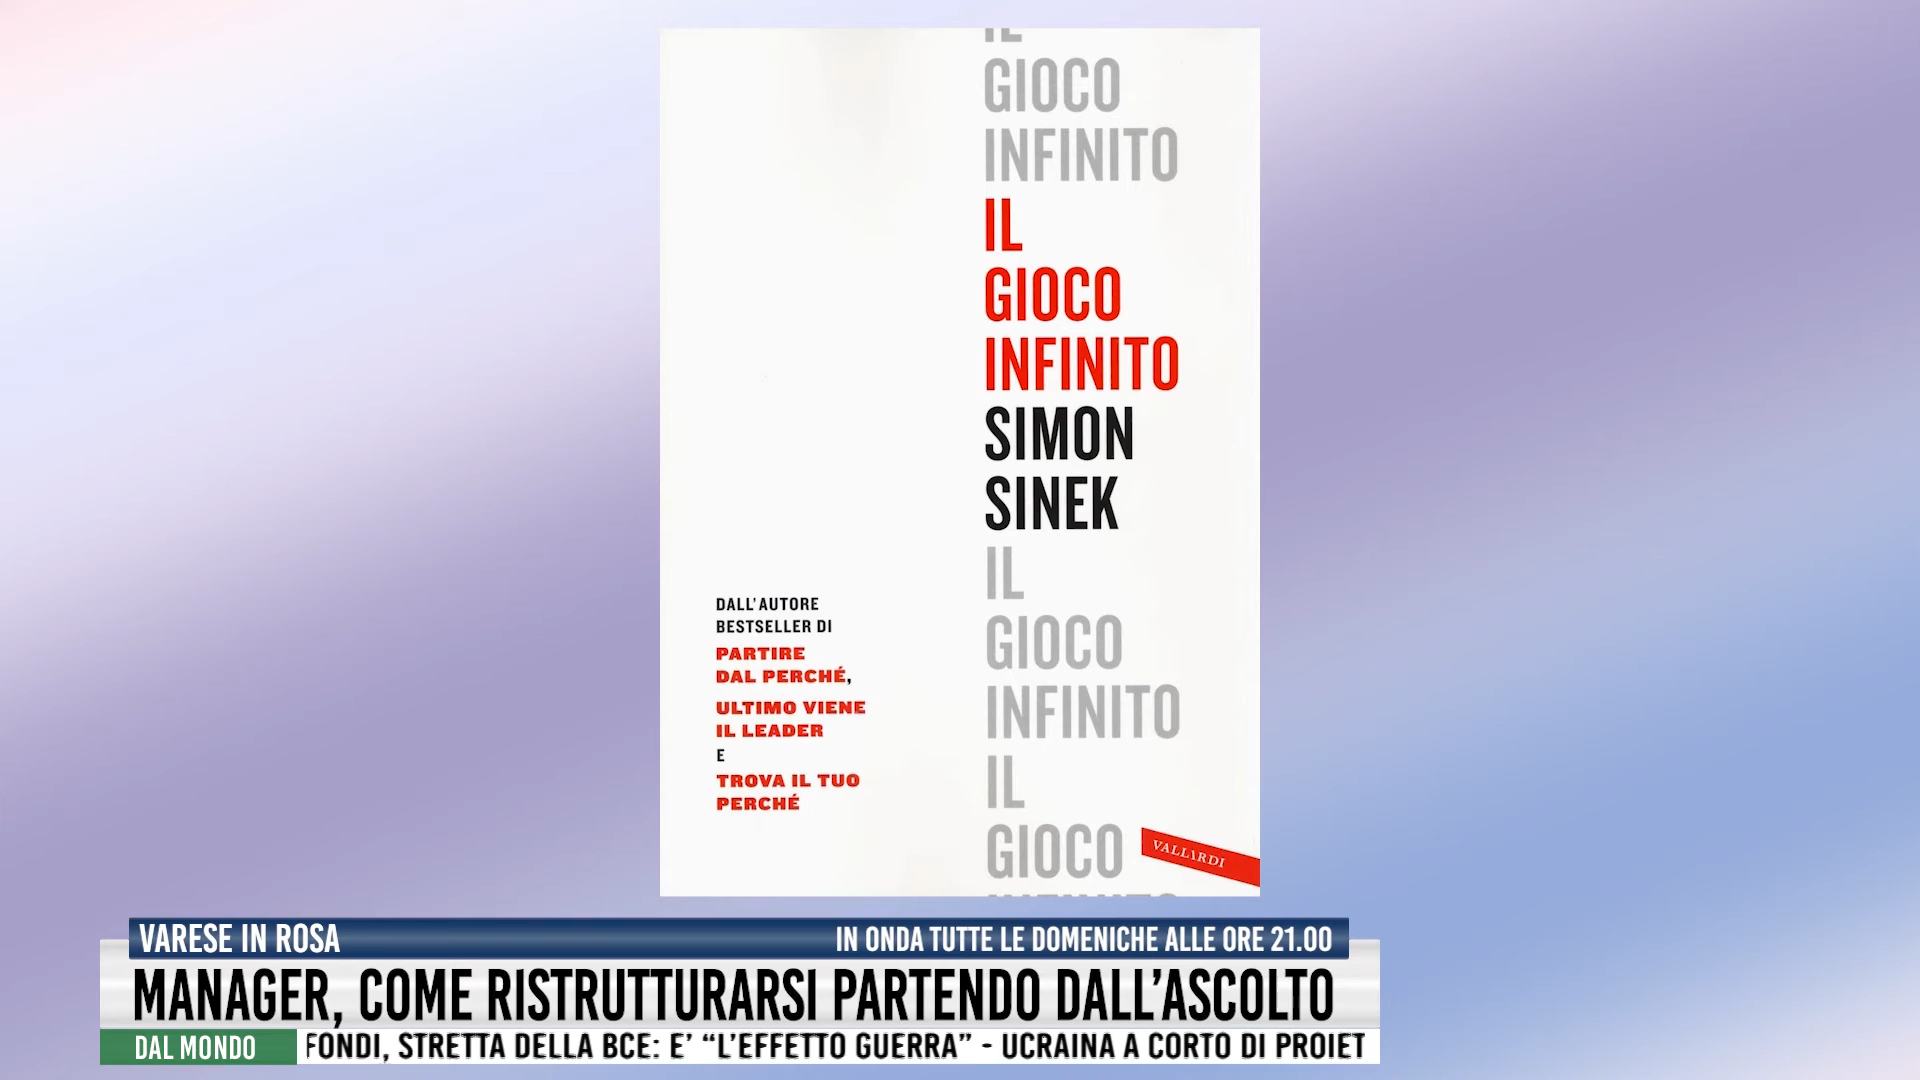 IL
GIOCO
INFINITO
IL
GIOCO
INFINITO
SIMON
SINEK
IL
GIOCO
INFINITO
IL
GIOCO
DALL'AUTORE
BESTSELLER DI
PARTIRE
DAL PERCHÉ,
ULTIMO VIENE
IL LEADER
E
TROVA IL TUO
PERCHÉ
VALLARDI
VARESE IN ROSA
IN ONDA TUTTE LE DOMENICHE ALLE ORE 21.00
MANAGER, COME RISTRUTTURARSI PARTENDO DALL'ASCOLTO
DAL MONDO
FONDI, STRETTA DELLA BCE: E' "L'EFFETTO GUERRA" - UCRAINA A CORTO DI PROIET